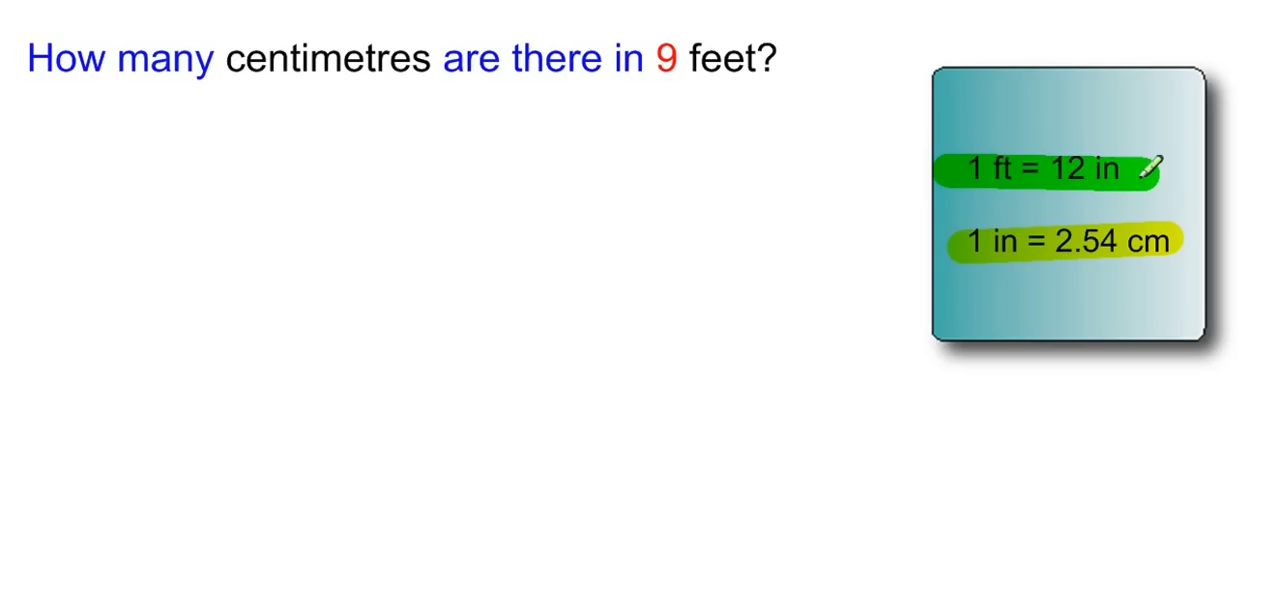 How many centimetres are there in 9 feet?
1 ft = 12 in
1 in = 2.54 cm